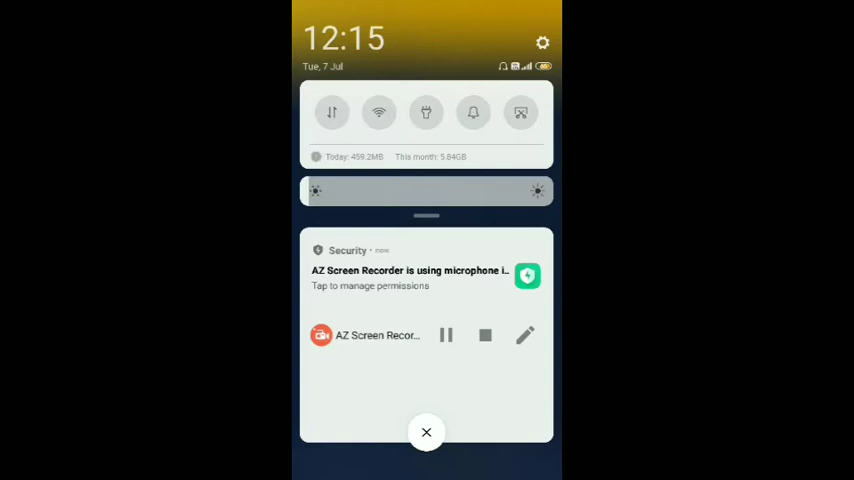 12:15
Tue, 7 Jul
Today: 459.2MB This month: 5.84GB
Security • now
AZ Screen Recorder is using microphone i..
Tap to manage permissions
AZ Screen Recor...